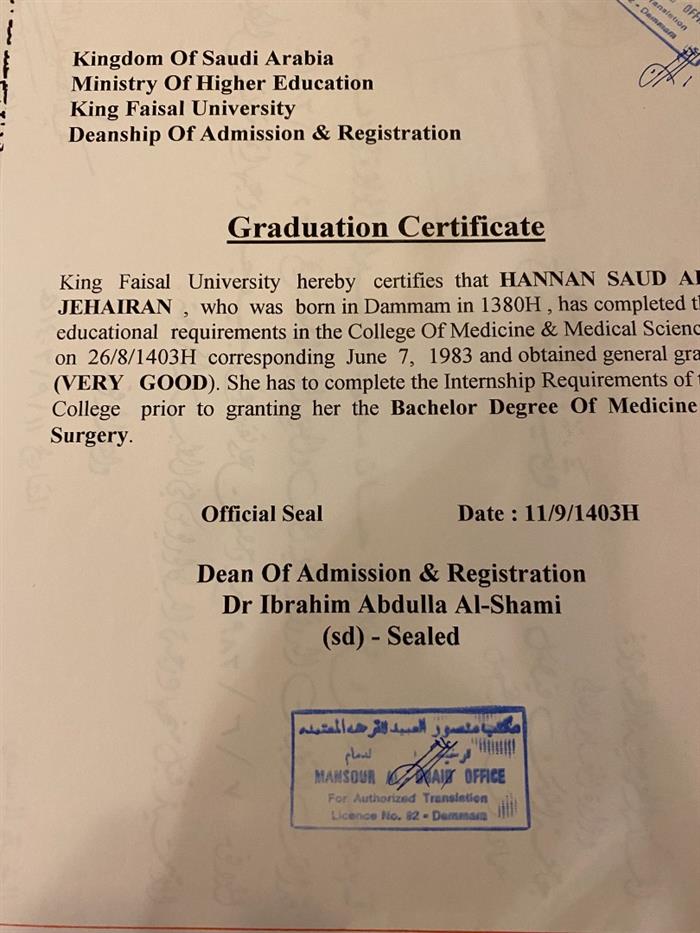 Kingdom Of Saudi Arabia
Ministry Of Higher Education
King Faisal University
Deanship Of Admission & Registration
Graduation Certificate
King Faisal University hereby certifies that HANNAN SAUD
JEHAIRAN , who was born in Dammam in 1380H , has completed
educational requirements in the College Of Medicine & Medical
on 26/8/1403H corresponding June 7, 1983 and obtained general
(VERY GOOD). She has to complete the Internship Requirements of
College prior to granting her the Bachelor Degree Of Medicine
Surgery.
Official Seal Date : 11/9/1403H
Dean Of Admission & Registration
Dr Ibrahim Abdulla Al-Shami
(sd) - Sealed
مكتب منصور العبيد للترجمه المعتمده
MANSOUR OFFICE
For Authorized Translation
Licence No. 82 - Dammam